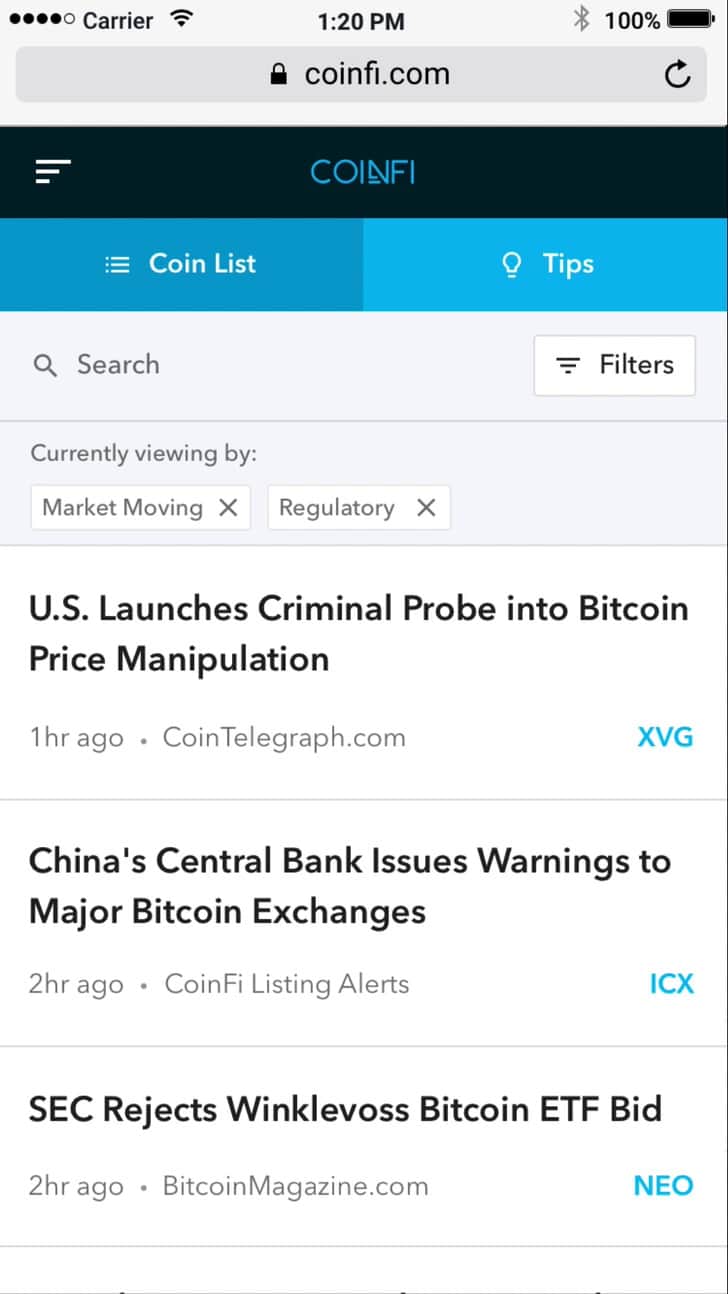 Carrier 1:20 PM 100%
coinfi.com
COINFI
Coin List Tips
Search Filters
Currently viewing by:
Market Moving Regulatory
U.S. Launches Criminal Probe into Bitcoin
Price Manipulation
1hr ago • CoinTelegraph.com XVG
China's Central Bank Issues Warnings to
Major Bitcoin Exchanges
2hr ago • CoinFi Listing Alerts ICX
SEC Rejects Winklevoss Bitcoin ETF Bid
2hr ago • BitcoinMagazine.com NEO